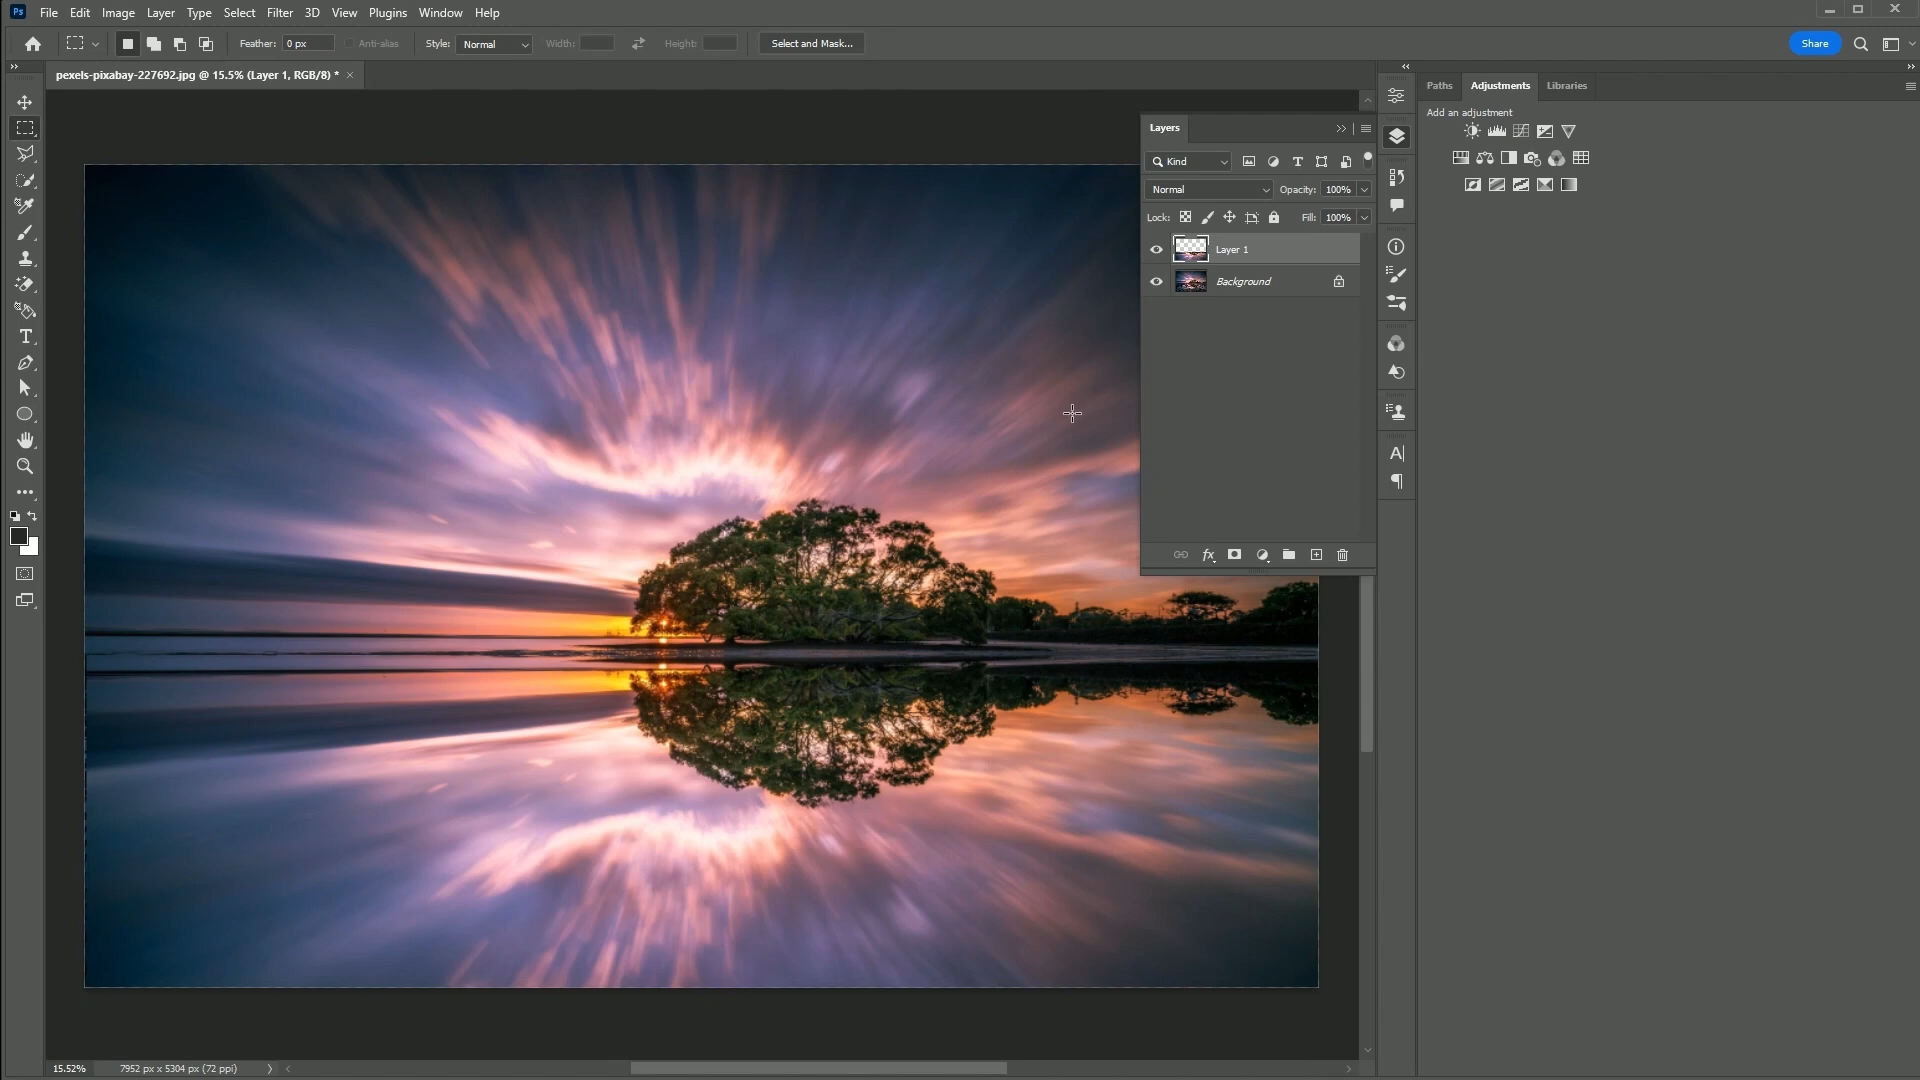 Ps File Edit Image Layer Type Select Filter 3D View Plugins Window Help
Feather: 0 px Anti-alias Style: Normal Width: Height: Select and Mask... Share
pexels-pixabay-227692.jpg @ 15.5% (Layer 1, RGB/8) * ×
Paths Adjustments Libraries
Add an adjustment
Layers
Kind
Normal Opacity: 100%
Lock: Fill: 100%
Layer 1
Background
fx
15.52% 7952 px x 5304 px (72 ppi)